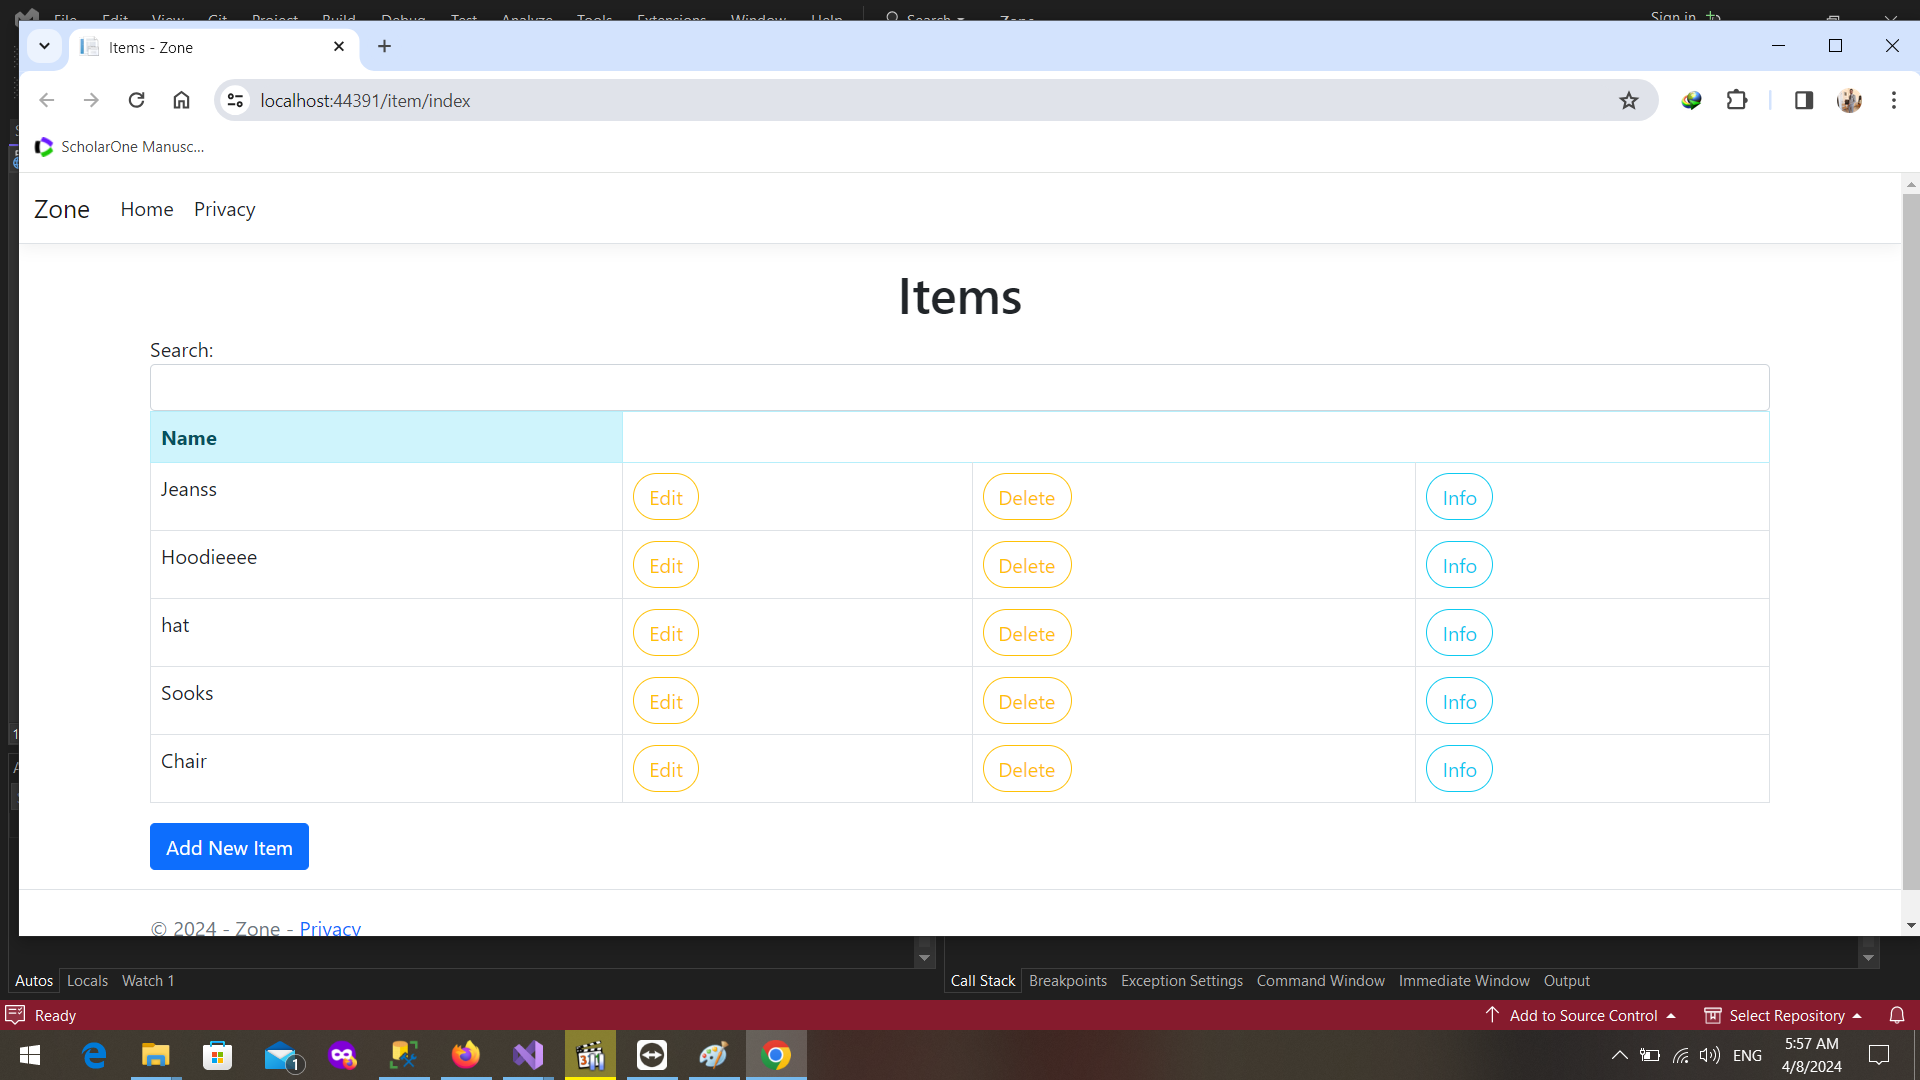 File Edit View Git Project Build Debug Test Analyze Tools Extensions Window Help Search Zone Sign in
Items - Zone
localhost:44391/item/index
ScholarOne Manusc...
Zone Home Privacy
Items
Search:
Name
Jeanss Edit Delete Info
Hoodieeee Edit Delete Info
hat Edit Delete Info
Sooks Edit Delete Info
Chair Edit Delete Info
Add New Item
© 2024 - Zone - Privacy
Autos Locals Watch 1 Call Stack Breakpoints Exception Settings Command Window Immediate Window Output
Ready Add to Source Control Select Repository
1 ENG 5:57 AM
4/8/2024